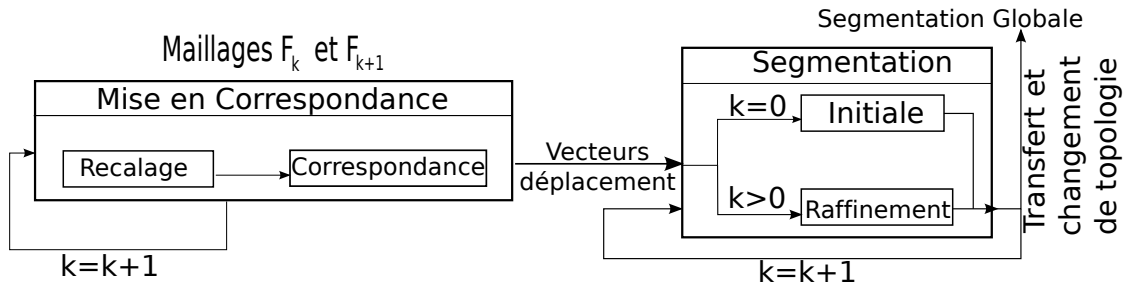 Maillages F_k et F_{k+1}
Mise en Correspondance
Recalage
Correspondance
k=k+1
Vecteurs
déplacement
Segmentation
k=0
Initiale
k>0
Raffinement
k=k+1
Segmentation Globale
Transfert et
changement
de topologie